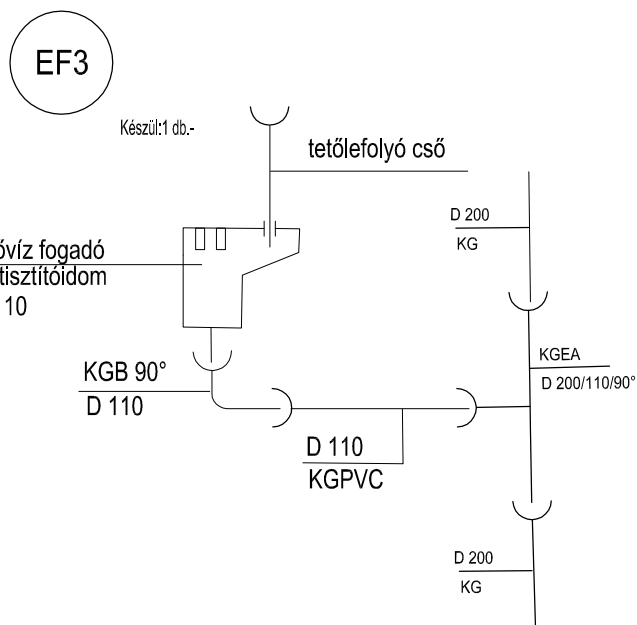 EF3
Készül:1 db.-
tetőlefolyó cső
D 200
KG
fogadó
tisztítóidom
10
KGEA
D 200/110/90°
KGB 90°
D 110
D 110
KGPVC
D 200
KG